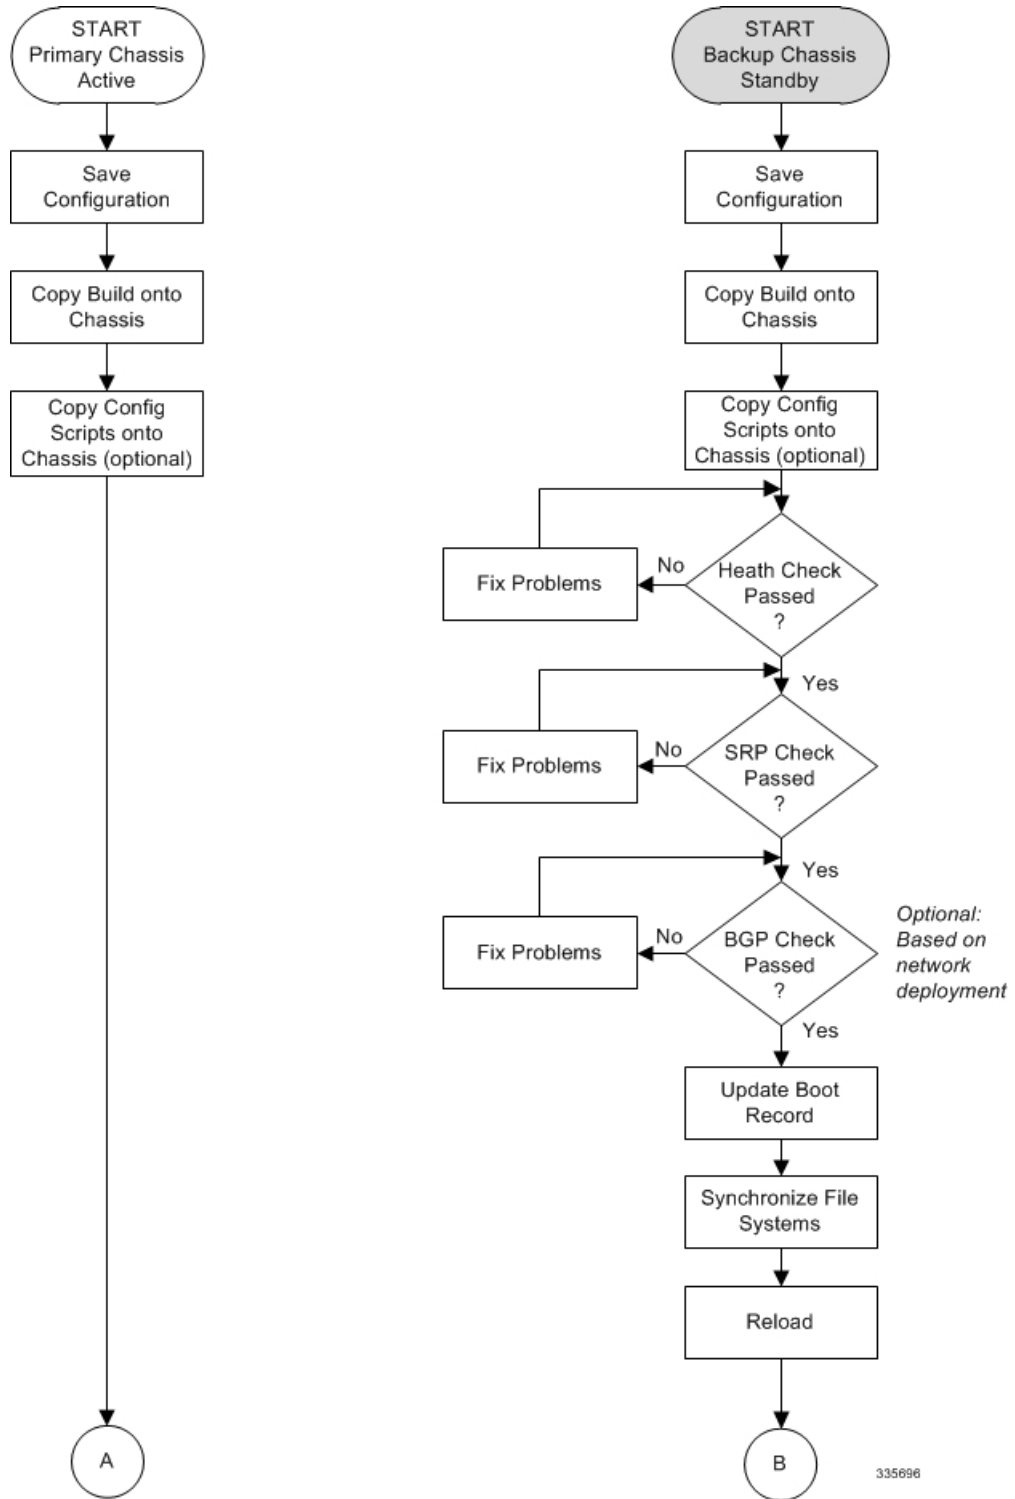 START
Primary Chassis
Active
Save
Configuration
Copy Build onto
Chassis
Copy Config
Scripts onto
Chassis (optional)
A
START
Backup Chassis
Standby
Save
Configuration
Copy Build onto
Chassis
Copy Config
Scripts onto
Chassis (optional)
Heath Check
Passed
?
No
Fix Problems
Yes
SRP Check
Passed
?
No
Fix Problems
Yes
BGP Check
Passed
?
No
Fix Problems
Optional:
Based on
network
deployment
Yes
Update Boot
Record
Synchronize File
Systems
Reload
B
335696